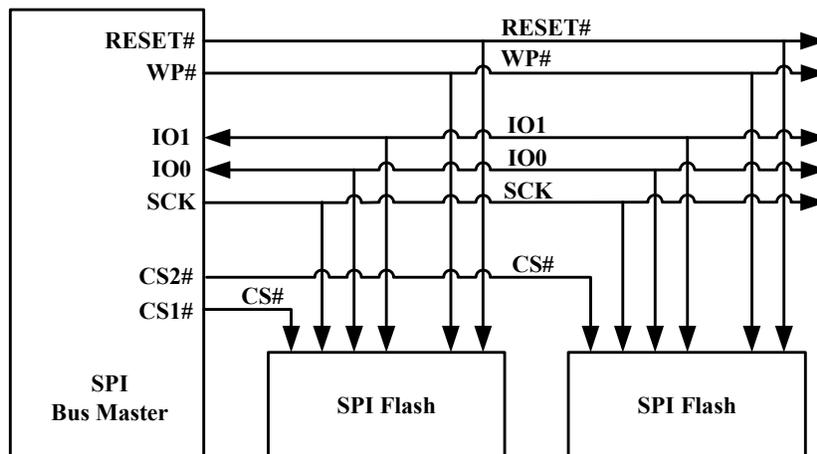 RESET#
RESET#
WP#
WP#
IO1
IO1
IO0
IO0
SCK
SCK
CS2#
CS#
CS1#
CS#
SPI
Bus Master
SPI Flash
SPI Flash